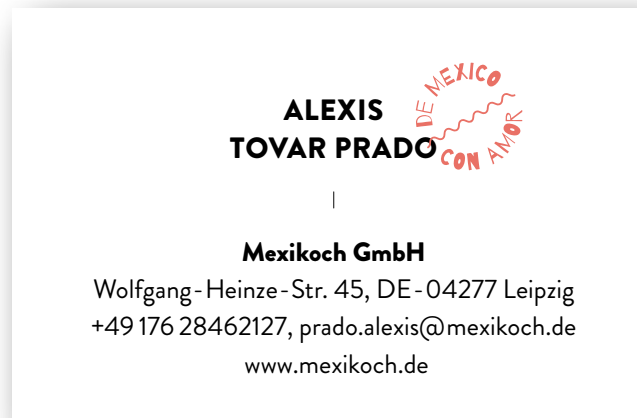 ALEXIS
TOVAR PRADO
DE MEXICO
CON AMOR
Mexikoch GmbH
Wolfgang-Heinze-Str. 45, DE-04277 Leipzig
+49 176 28462127, prado.alexis@mexikoch.de
www.mexikoch.de